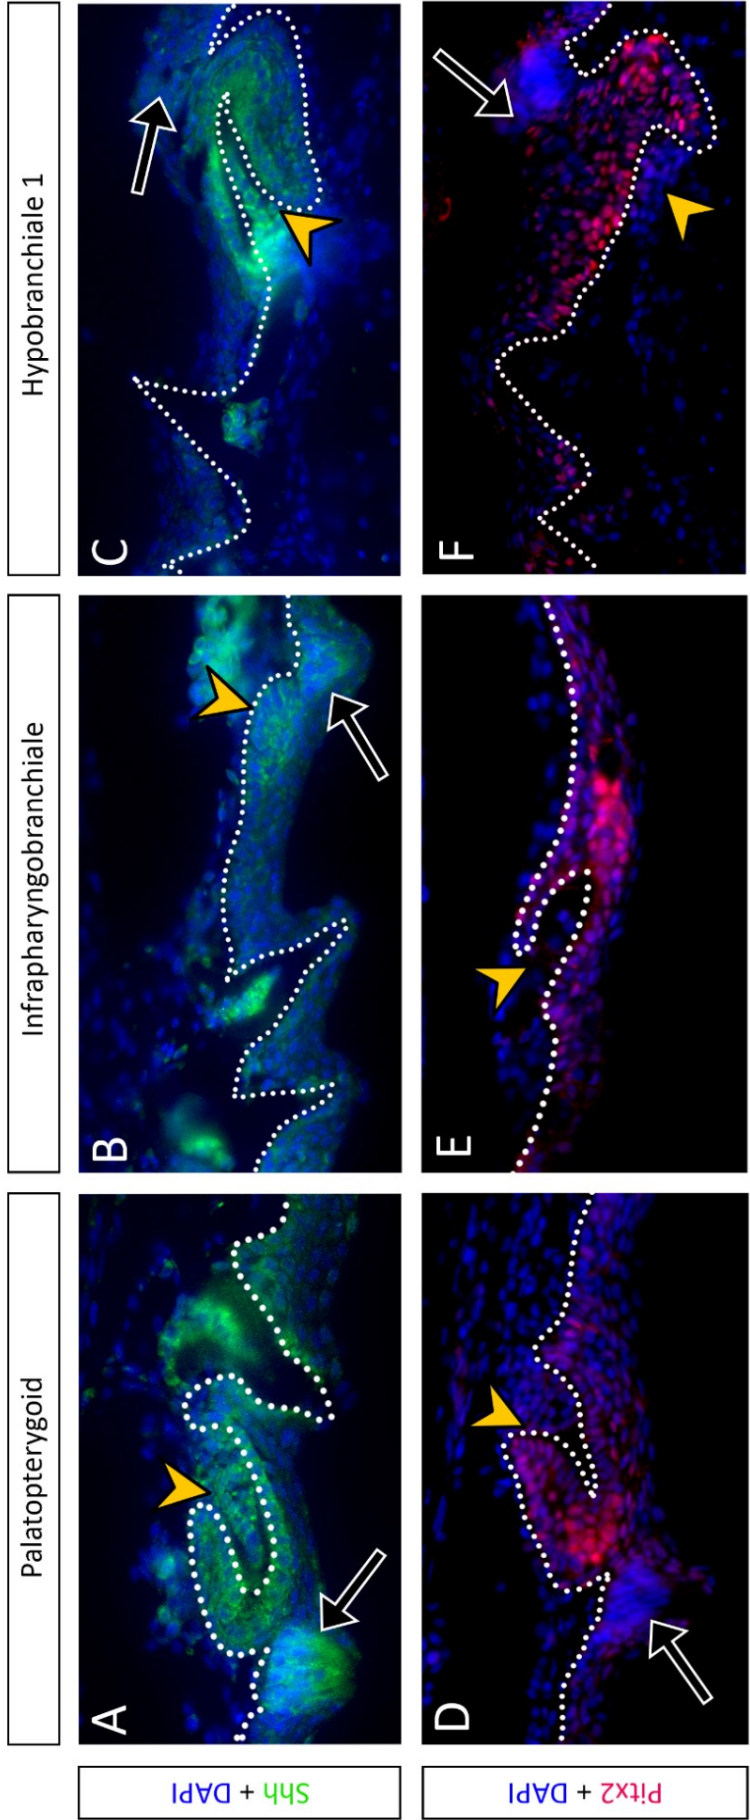 Palatopterygoid
Infrapharyngobranchiale
Hypobranchiale 1
Shh + DAPI
A
B
C
Pitx2 + DAPI
D
E
F